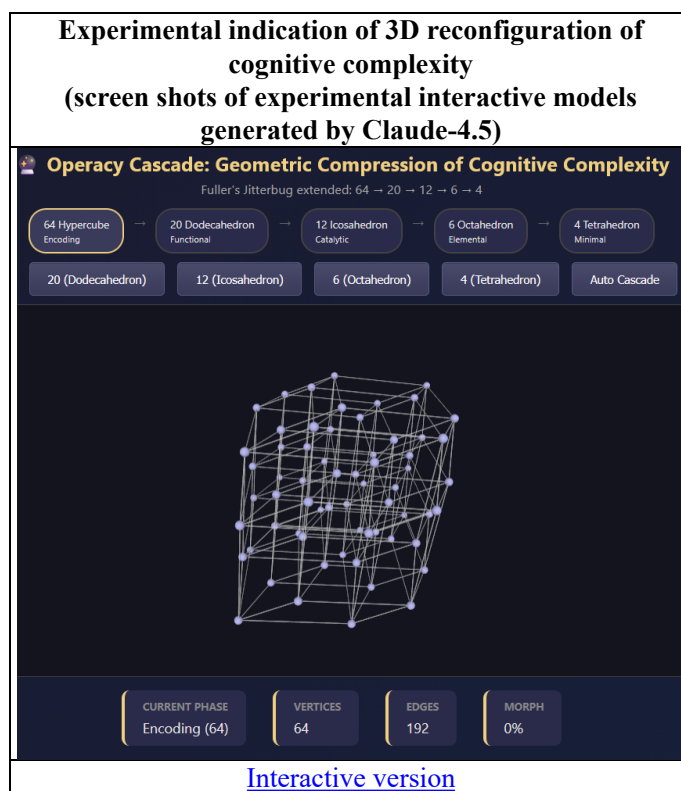 Experimental indication of 3D reconfiguration of
cognitive complexity
(screen shots of experimental interactive models
generated by Claude-4.5)
🔮 Operacy Cascade: Geometric Compression of Cognitive Complexity
Fuller's Jitterbug extended: 64 → 20 → 12 → 6 → 4
64 Hypercube → 20 Dodecahedron → 12 Icosahedron → 6 Octahedron → 4 Tetrahedron
Encoding Functional Catalytic Elemental Minimal
20 (Dodecahedron) 12 (Icosahedron) 6 (Octahedron) 4 (Tetrahedron) Auto Cascade
CURRENT PHASE VERTICES EDGES MORPH
Encoding (64) 64 192 0%
Interactive version